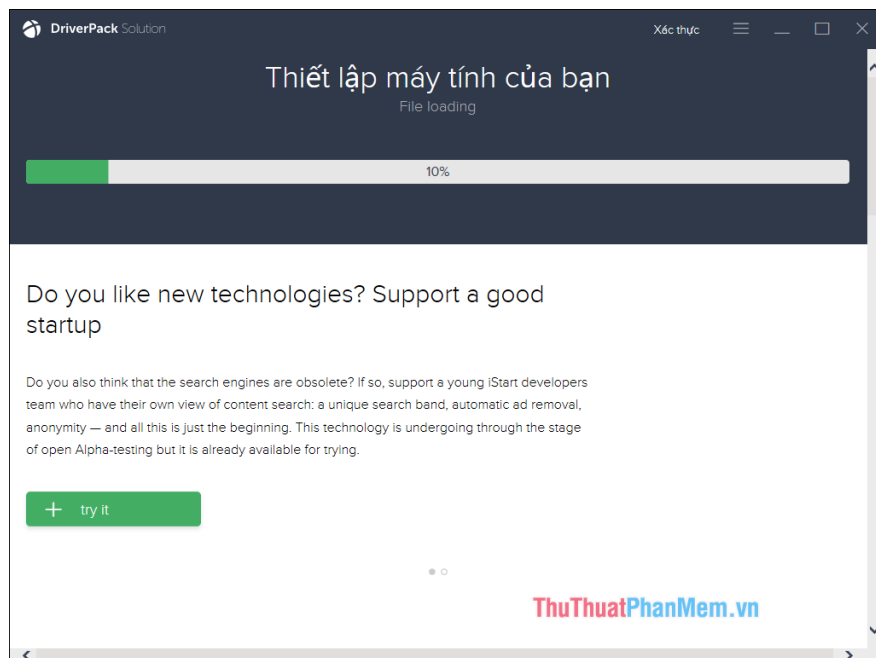 DriverPack Solution
Xác thực
Thiết lập máy tính của bạn
File loading
10%
Do you like new technologies? Support a good
startup
Do you also think that the search engines are obsolete? If so, support a young iStart developers
team who have their own view of content search: a unique search band, automatic ad removal,
anonymity — and all this is just the beginning. This technology is undergoing through the stage
of open Alpha-testing but it is already available for trying.
try it
ThuThuatPhanMem.vn